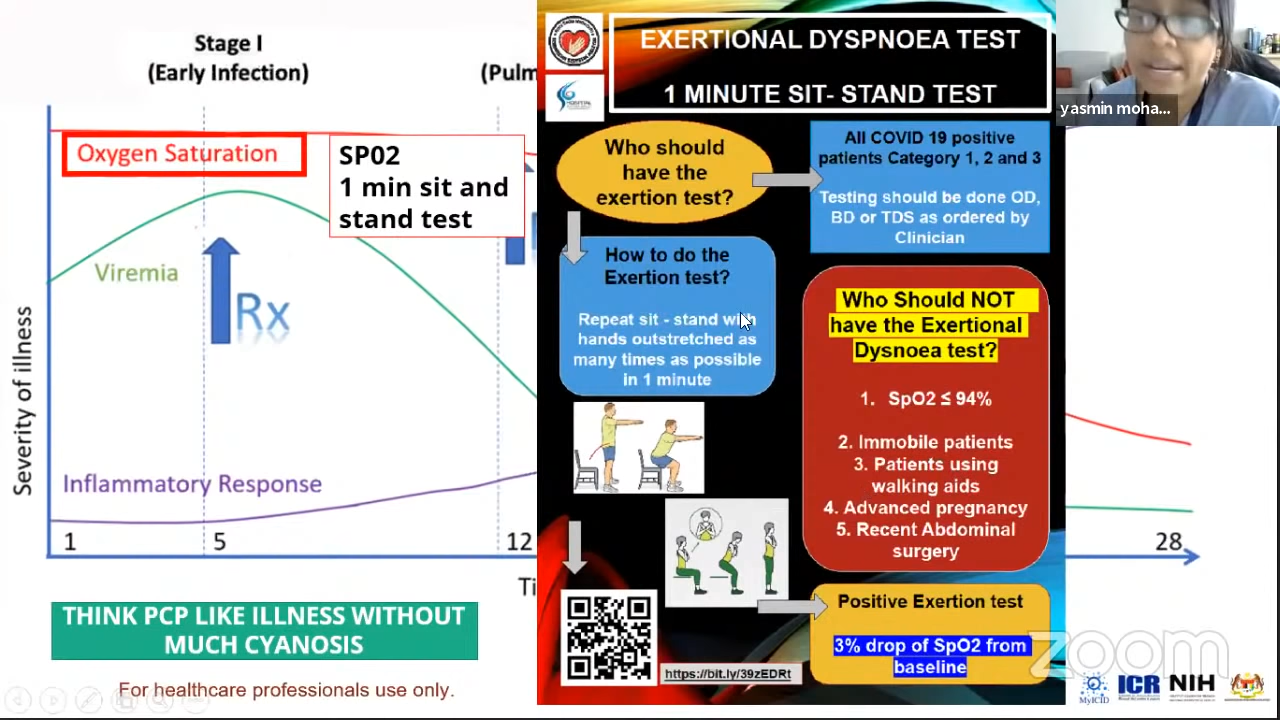 Stage I
(Early Infection)
(Pulm
Oxygen Saturation
SP02
1 min sit and
stand test
Viremia
Rx
Severity of illness
Inflammatory Response
1
5
12
28
Ti
THINK PCP LIKE ILLNESS WITHOUT
MUCH CYANOSIS
For healthcare professionals use only.
EXERTIONAL DYSPNOEA TEST
1 MINUTE SIT- STAND TEST
HOSPITAL
Who should
have the
exertion test?
All COVID 19 positive
patients Category 1, 2 and 3
Testing should be done OD,
BD or TDS as ordered by
Clinician
How to do the
Exertion test?
Repeat sit - stand with
hands outstretched as
many times as possible
in 1 minute
Who Should NOT
have the Exertional
Dysnoea test?
1. SpO2 ≤ 94%
2. Immobile patients
3. Patients using
walking aids
4. Advanced pregnancy
5. Recent Abdominal
surgery
Positive Exertion test
3% drop of SpO2 from
baseline
https://bit.ly/39zEDRt
yasmin moha...
zoom
MyICID
ICR
NIH